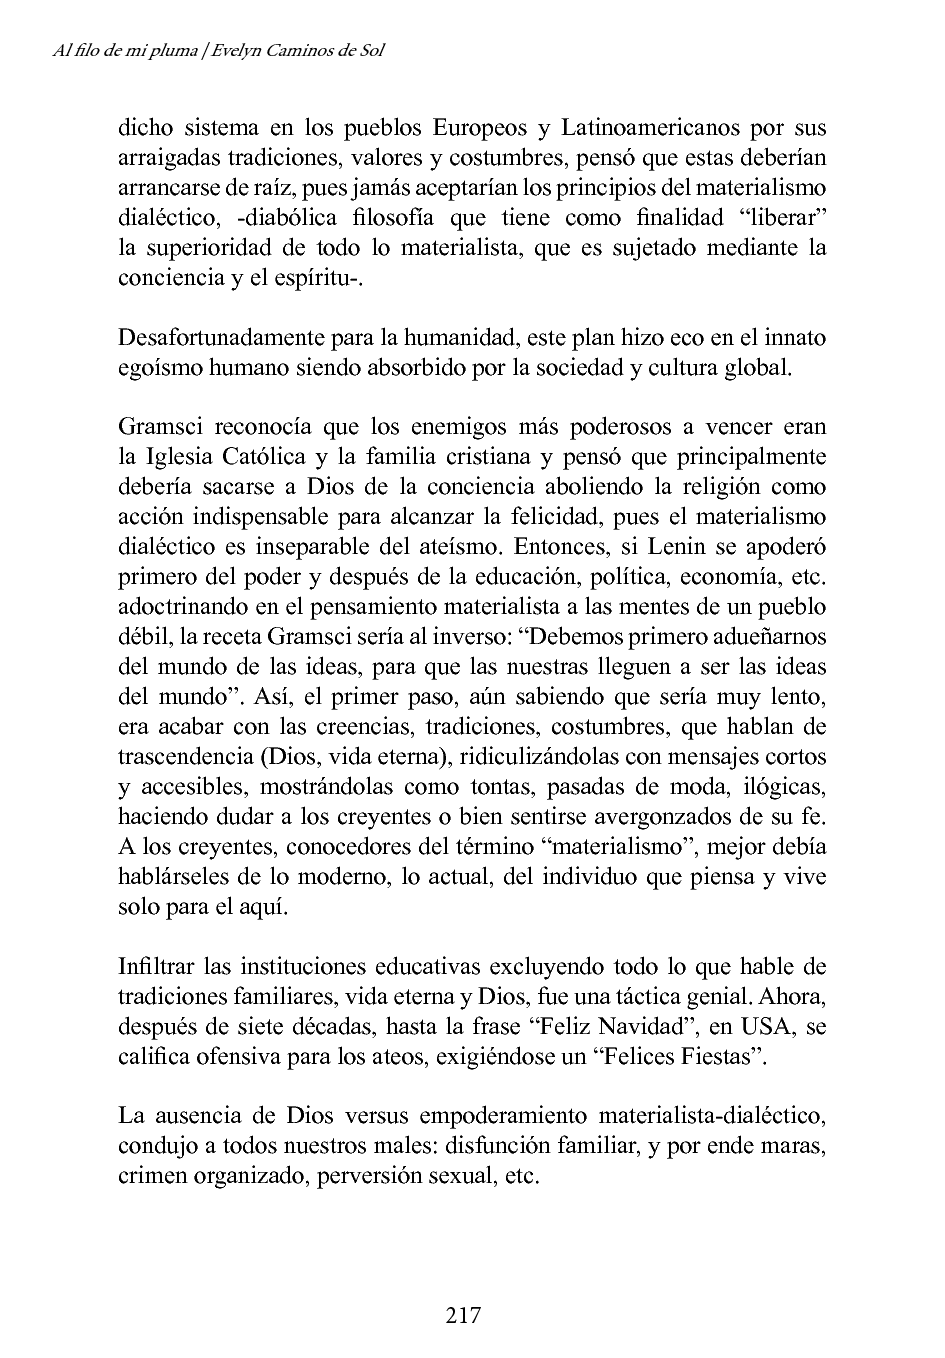 Al filo de mi pluma | Evelyn Caminos de Sol
dicho sistema en los pueblos Europeos y Latinoamericanos por sus
arraigadas tradiciones, valores y costumbres, pensó que estas deberían
arrancarse de raíz, pues jamás aceptarían los principios del materialismo
dialéctico, -diabólica filosofía que tiene como finalidad “liberar”
la superioridad de todo lo materialista, que es sujetado mediante la
conciencia y el espíritu-.
Desafortunadamente para la humanidad, este plan hizo eco en el innato
egoísmo humano siendo absorbido por la sociedad y cultura global.
Gramsci reconocía que los enemigos más poderosos a vencer eran
la Iglesia Católica y la familia cristiana y pensó que principalmente
debería sacarse a Dios de la conciencia aboliendo la religión como
acción indispensable para alcanzar la felicidad, pues el materialismo
dialéctico es inseparable del ateísmo. Entonces, si Lenin se apoderó
primero del poder y después de la educación, política, economía, etc.
adoctrinando en el pensamiento materialista a las mentes de un pueblo
débil, la receta Gramsci sería al inverso: “Debemos primero adueñarnos
del mundo de las ideas, para que las nuestras lleguen a ser las ideas
del mundo”. Así, el primer paso, aún sabiendo que sería muy lento,
era acabar con las creencias, tradiciones, costumbres, que hablan de
trascendencia (Dios, vida eterna), ridiculizándolas con mensajes cortos
y accesibles, mostrándolas como tontas, pasadas de moda, ilógicas,
haciendo dudar a los creyentes o bien sentirse avergonzados de su fe.
A los creyentes, conocedores del término “materialismo”, mejor debía
hablárseles de lo moderno, lo actual, del individuo que piensa y vive
solo para el aquí.
Infiltrar las instituciones educativas excluyendo todo lo que hable de
tradiciones familiares, vida eterna y Dios, fue una táctica genial. Ahora,
después de siete décadas, hasta la frase “Feliz Navidad”, en USA, se
califica ofensiva para los ateos, exigiéndose un “Felices Fiestas”.
La ausencia de Dios versus empoderamiento materialista-dialéctico,
condujo a todos nuestros males: disfunción familiar, y por ende maras,
crimen organizado, perversión sexual, etc.
217